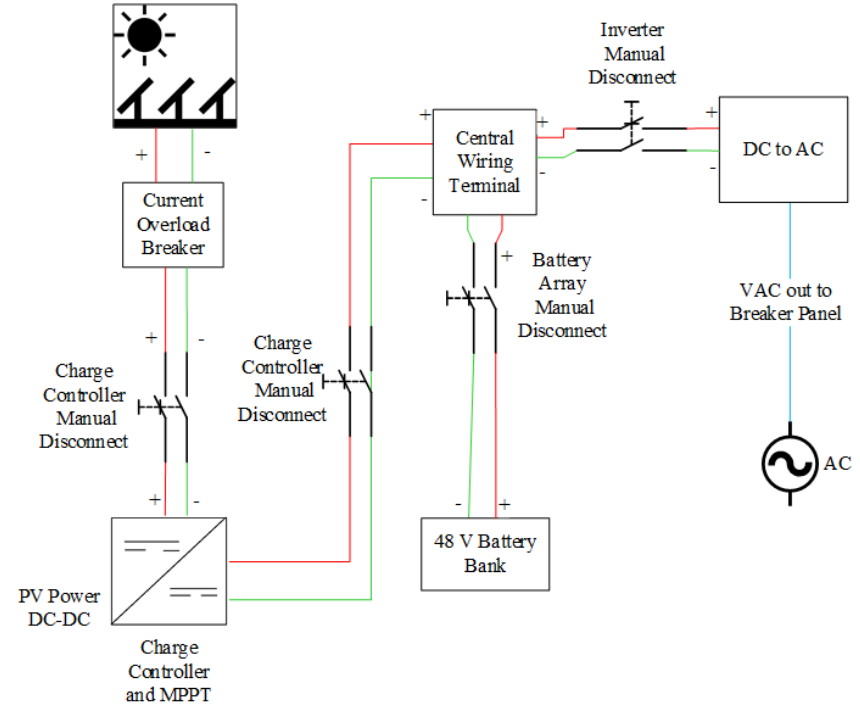 + -
Current
Overload
Breaker
+ -
Charge
Controller
Manual
Disconnect
+ -
PV Power
DC-DC
Charge
Controller
and MPPT
Charge
Controller
Manual
Disconnect
+
-
Central
Wiring
Terminal
+
-
+
Battery
Array
Manual
Disconnect
- +
48 V Battery
Bank
Inverter
Manual
Disconnect
+
-
DC to AC
VAC out to
Breaker Panel
AC